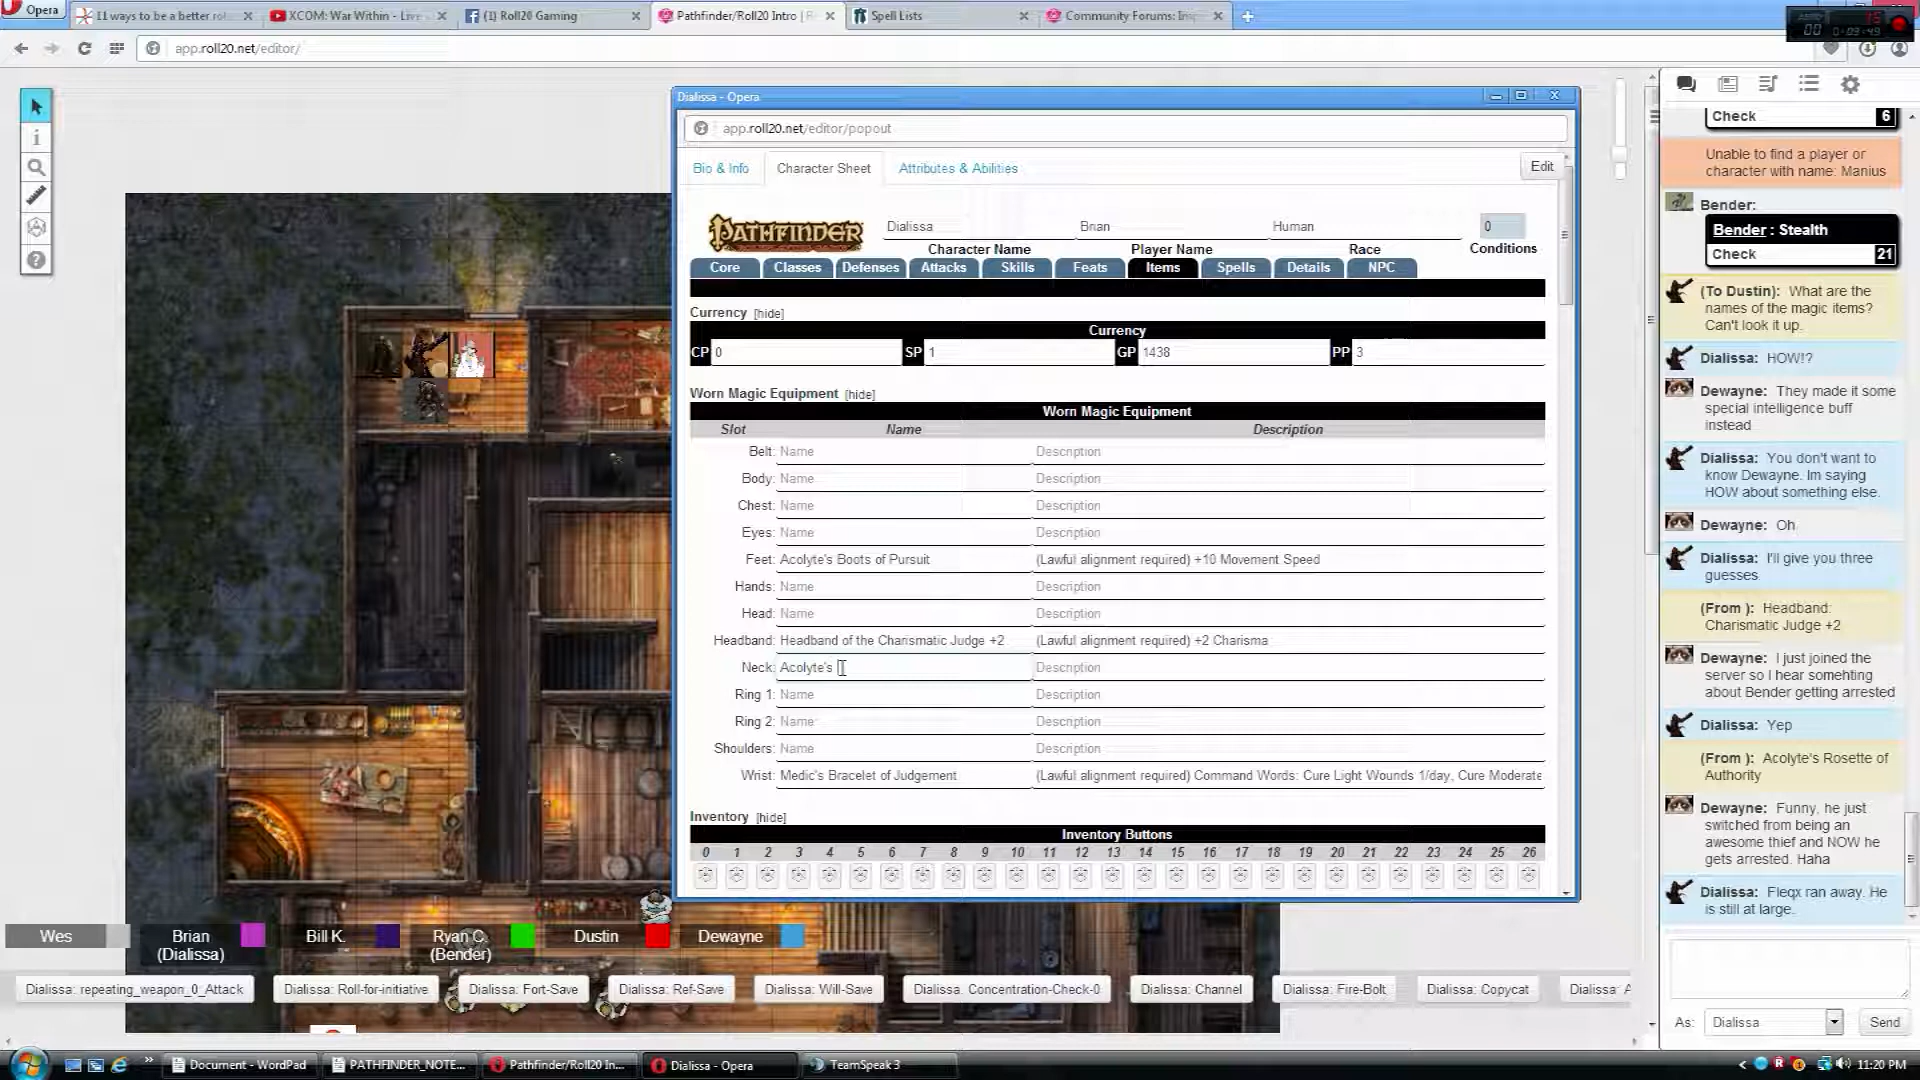 Opera
11 ways to be a better rol
XCOM: War Within - Live
(1) Roll20 Gaming
Pathfinder/Roll20 Intro | R
Spell Lists
Community Forums: Imp
app.roll20.net/editor/
Dialissa - Opera
app.roll20.net/editor/popout
Bio & Info
Character Sheet
Attributes & Abilities
Edit
PATHFINDER
Dialissa
Brian
Human
0
Character Name
Player Name
Race
Conditions
Core
Classes
Defenses
Attacks
Skills
Feats
Items
Spells
Details
NPC
Currency [hide]
Currency
CP 0 SP 1 GP 1438 PP 3
Worn Magic Equipment [hide]
Worn Magic Equipment
Slot Name Description
Belt: Name Description
Body: Name Description
Chest: Name Description
Eyes: Name Description
Feet: Acolyte's Boots of Pursuit (Lawful alignment required) +10 Movement Speed
Hands: Name Description
Head: Name Description
Headband: Headband of the Charismatic Judge +2 (Lawful alignment required) +2 Charisma
Neck: Acolyte's Description
Ring 1: Name Description
Ring 2: Name Description
Shoulders: Name Description
Wrist: Medic's Bracelet of Judgement (Lawful alignment required) Command Words: Cure Light Wounds 1/day, Cure Moderate
Inventory [hide]
Inventory Buttons
0 1 2 3 4 5 6 7 8 9 10 11 12 13 14 15 16 17 18 19 20 21 22 23 24 25 26
Check 6
Unable to find a player or
character with name: Manius
Bender:
Bender : Stealth
Check 21
(To Dustin): What are the
names of the magic items?
Can't look it up.
Dialissa: HOW!?
Dewayne: They made it some
special intelligence buff
instead
Dialissa: You don't want to
know Dewayne. Im saying
HOW about something else.
Dewayne: Oh
Dialissa: I'll give you three
guesses.
(From ): Headband:
Charismatic Judge +2
Dewayne: I just joined the
server so I hear somehting
about Bender getting arrested
Dialissa: Yep
(From ): Acolyte's Rosette of
Authority
Dewayne: Funny, he just
switched from being an
awesome thief and NOW he
gets arrested. Haha
Dialissa: Fleqx ran away. He
is still at large.
As: Dialissa
Send
Wes
Brian
(Dialissa)
Bill K.
Ryan C.
(Bender)
Dustin
Dewayne
Dialissa: repeating_weapon_0_Attack
Dialissa: Roll-for-initiative
Dialissa: Fort-Save
Dialissa: Ref-Save
Dialissa: Will-Save
Dialissa: Concentration-Check-0
Dialissa: Channel
Dialissa: Fire-Bolt
Dialissa: Copycat
Dialissa: A
Document - WordPad
PATHFINDER_NOTE...
Pathfinder/Roll20 In...
Dialissa - Opera
TeamSpeak 3
11:20 PM